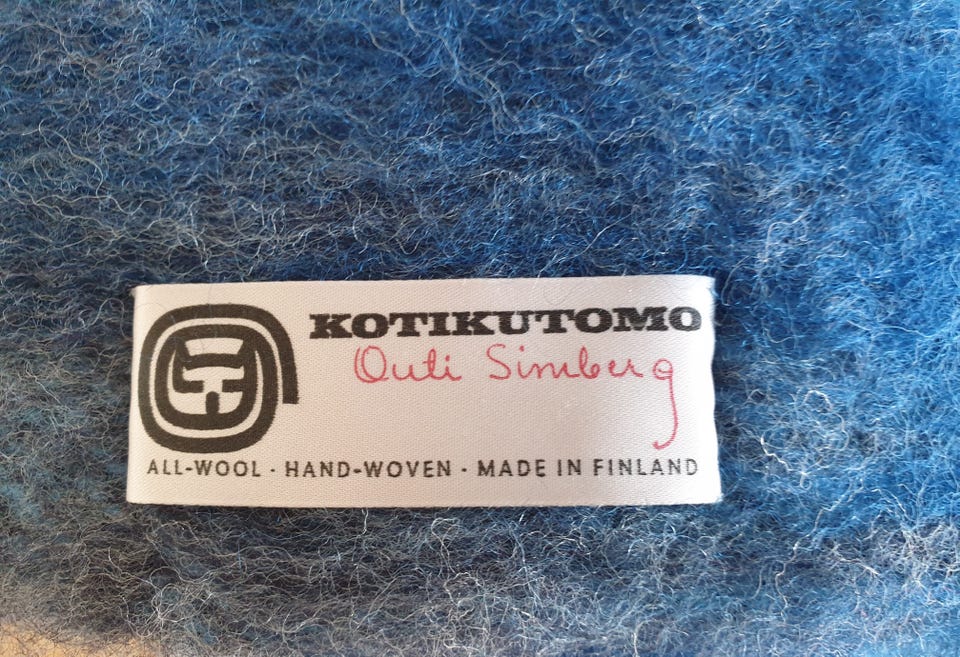 KOTIKUTOMO
Outi Simberg
ALL-WOOL · HAND-WOVEN · MADE IN FINLAND